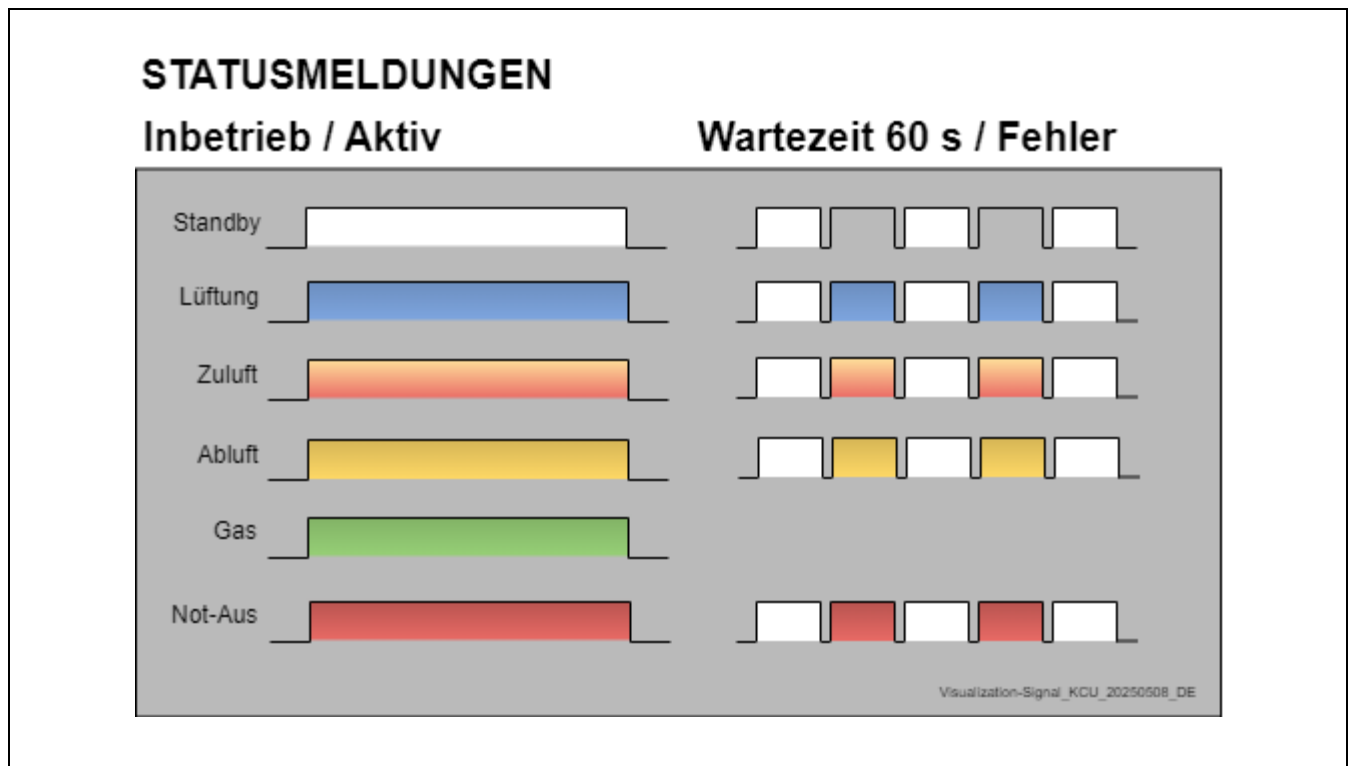 STATUSMELDUNGEN
Inbetrieb / Aktiv
Wartezeit 60 s / Fehler
Standby
Lüftung
Zuluft
Abluft
Gas
Not-Aus
Visualization-Signal_KCU_20250508_DE